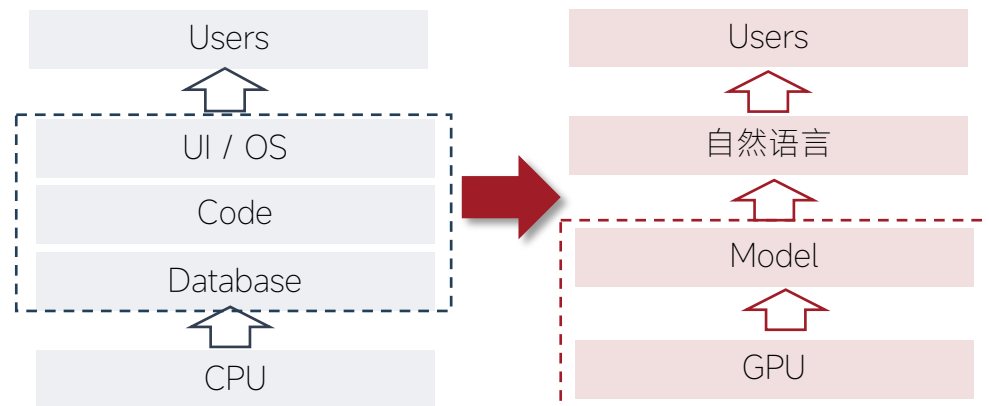 Users
UI / OS
Code
Database
CPU
Users
自然语言
Model
GPU